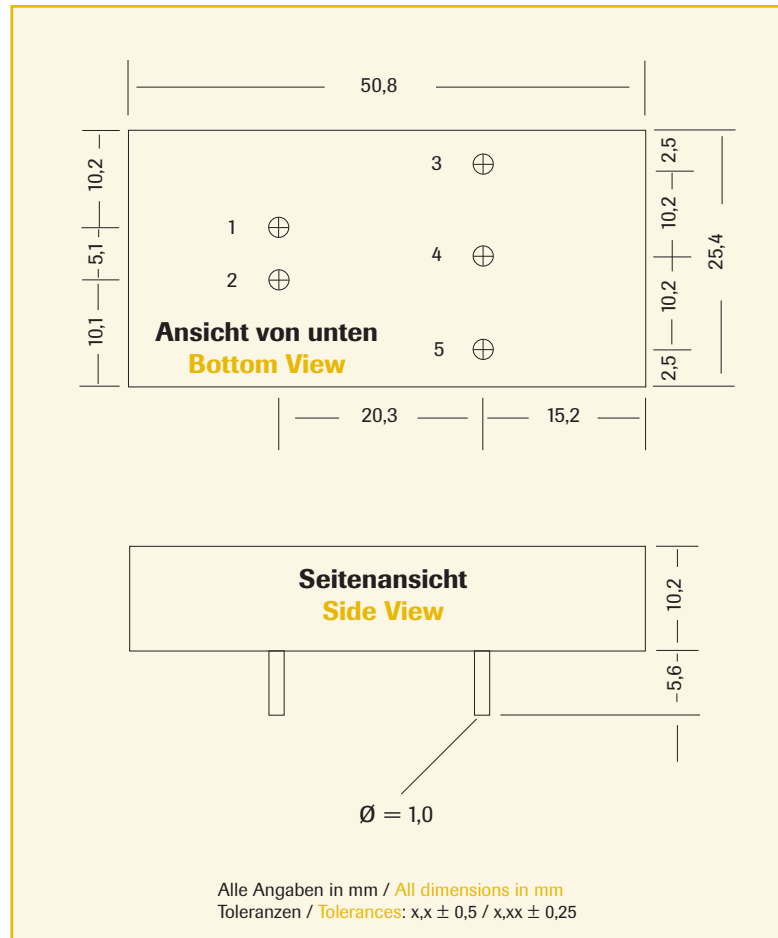 50,8
10,2
5,1
10,1
1
2
3
4
5
2,5
10,2
10,2
2,5
25,4
Ansicht von unten
Bottom View
20,3
15,2
Seitenansicht
Side View
10,2
5,6
Ø = 1,0
Alle Angaben in mm / All dimensions in mm
Toleranzen / Tolerances: x,x ± 0,5 / x,xx ± 0,25